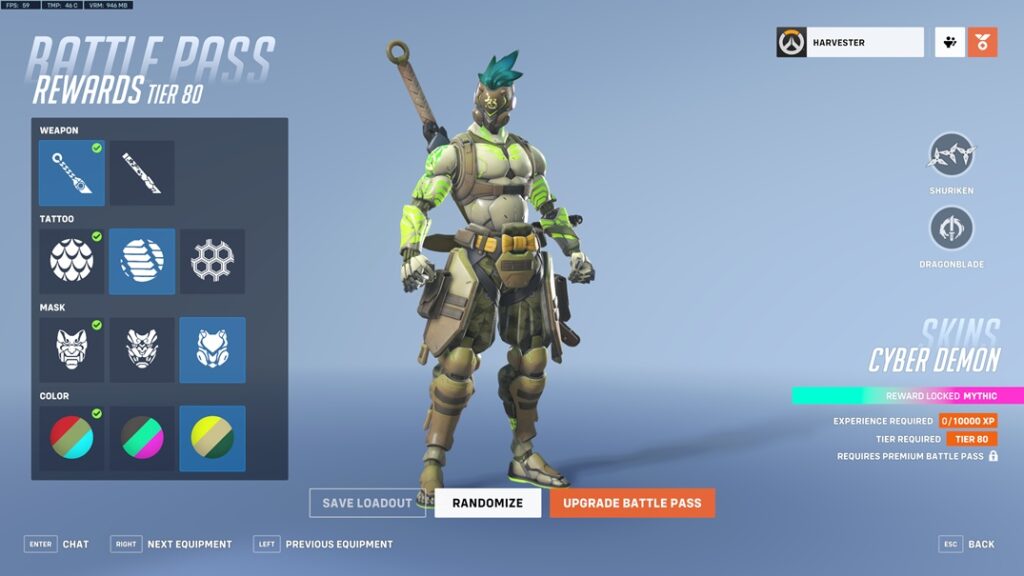 FPS: 59 TMP: 46 C VRM: 946 MB
BATTLE PASS
REWARDS TIER 80
HARVESTER
WEAPON
TATTOO
MASK
COLOR
SHURIKEN
DRAGONBLADE
SKINS
CYBER DEMON
REWARD LOCKED MYTHIC
EXPERIENCE REQUIRED 0/10000 XP
TIER REQUIRED TIER 80
REQUIRES PREMIUM BATTLE PASS
SAVE LOADOUT RANDOMIZE UPGRADE BATTLE PASS
ENTER CHAT RIGHT NEXT EQUIPMENT LEFT PREVIOUS EQUIPMENT ESC BACK